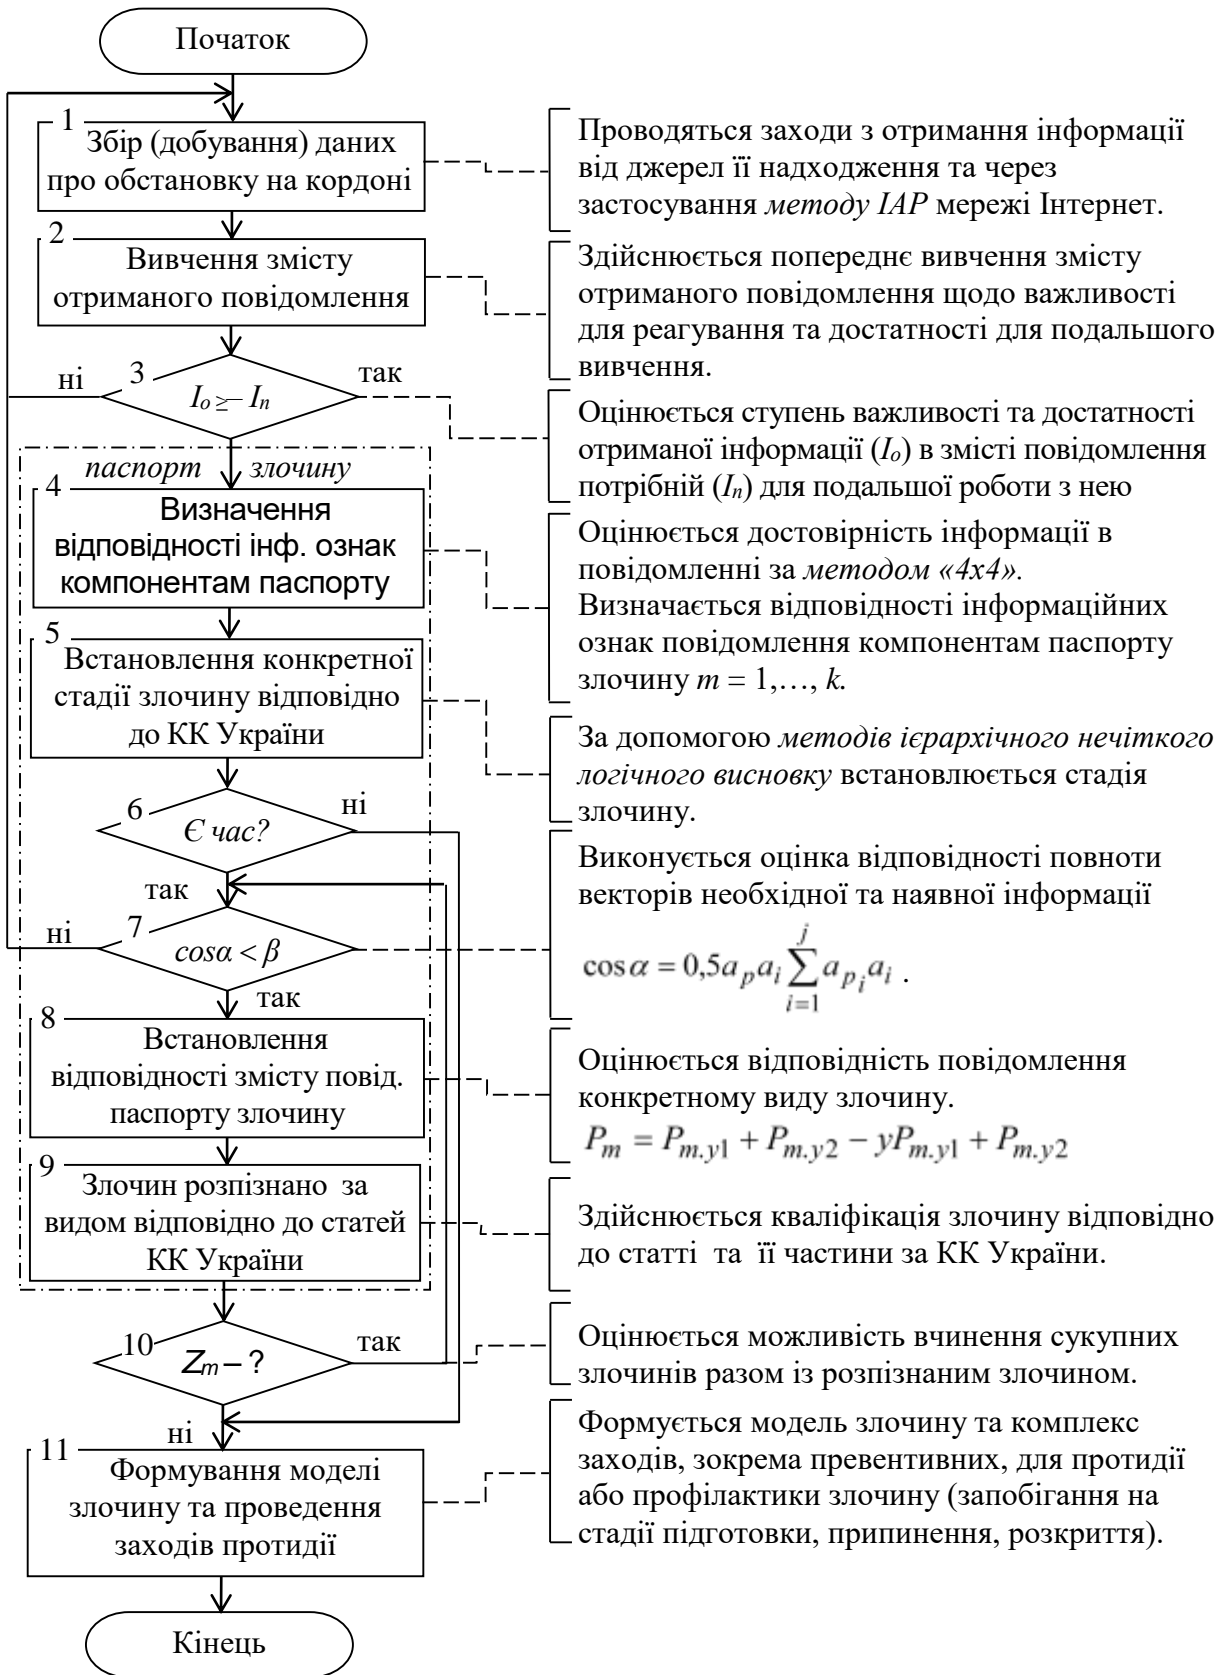 Початок
1
Збір (добування) даних
про обстановку на кордоні
Проводяться заходи з отримання інформації
від джерел її надходження та через
застосування методу ІАР мережі Інтернет.
2
Вивчення змісту
отриманого повідомлення
Здійснюється попереднє вивчення змісту
отриманого повідомлення щодо важливості
для реагування та достатності для подальшого
вивчення.
ні
3
так
Io ≥– In
Оцінюється ступень важливості та достатності
отриманої інформації (Io) в змісті повідомлення
потрібній (In) для подальшої роботи з нею
паспорт злочину
4
Визначення
відповідності інф. ознак
компонентам паспорту
Оцінюється достовірність інформації в
повідомленні за методом «4х4».
Визначається відповідності інформаційних
ознак повідомлення компонентам паспорту
злочину m = 1,…, k.
5
Встановлення конкретної
стадії злочину відповідно
до КК України
За допомогою методів ієрархічного нечіткого
логічного висновку встановлюється стадія
злочину.
6
ні
Є час?
так
Виконується оцінка відповідності повноти
векторів необхідної та наявної інформації
cos α = 0,5a_p a_i ∑_{i=1}^{j} a_{p_i} a_i .
ні
7
cosα < β
так
8
Встановлення
відповідності змісту повід.
паспорту злочину
Оцінюється відповідність повідомлення
конкретному виду злочину.
P_m = P_{m.y1} + P_{m.y2} − yP_{m.y1} + P_{m.y2}
9
Злочин розпізнано за
видом відповідно до статей
КК України
Здійснюється кваліфікація злочину відповідно
до статті та її частини за КК України.
10
так
Zm – ?
ні
Оцінюється можливість вчинення сукупних
злочинів разом із розпізнаним злочином.
11
Формування моделі
злочину та проведення
заходів протидії
Формується модель злочину та комплекс
заходів, зокрема превентивних, для протидії
або профілактики злочину (запобігання на
стадії підготовки, припинення, розкриття).
Кінець